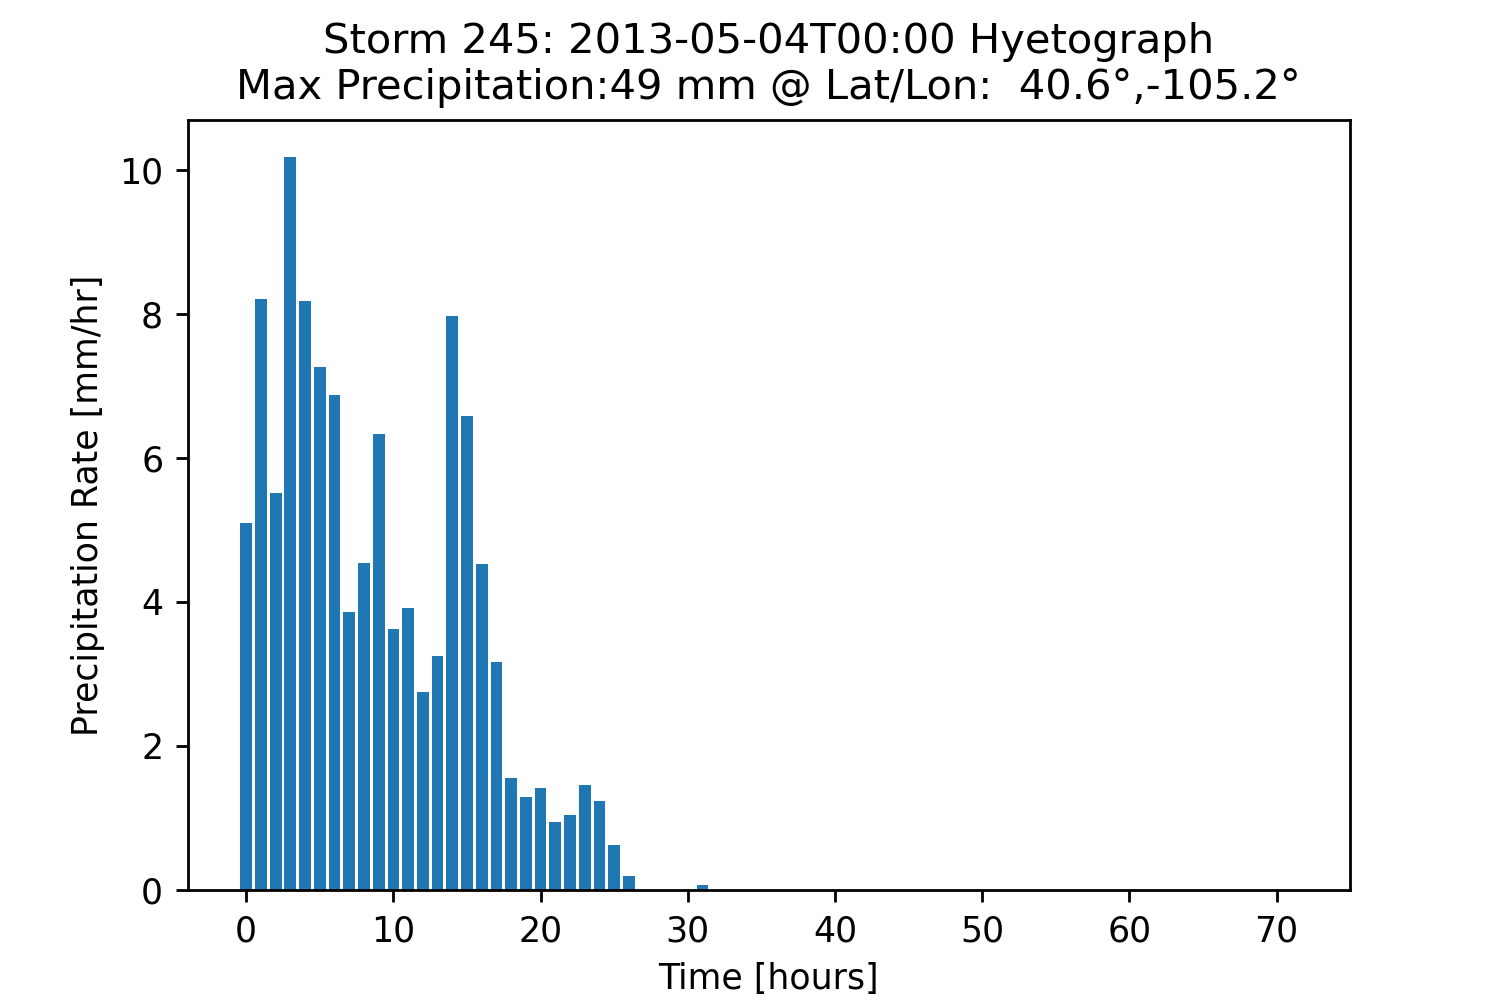 Storm 245: 2013-05-04T00:00 Hyetograph
Max Precipitation:49 mm @ Lat/Lon:  40.6°,-105.2°
10
8
6
4
2
0
Precipitation Rate [mm/hr]
0 10 20 30 40 50 60 70
Time [hours]